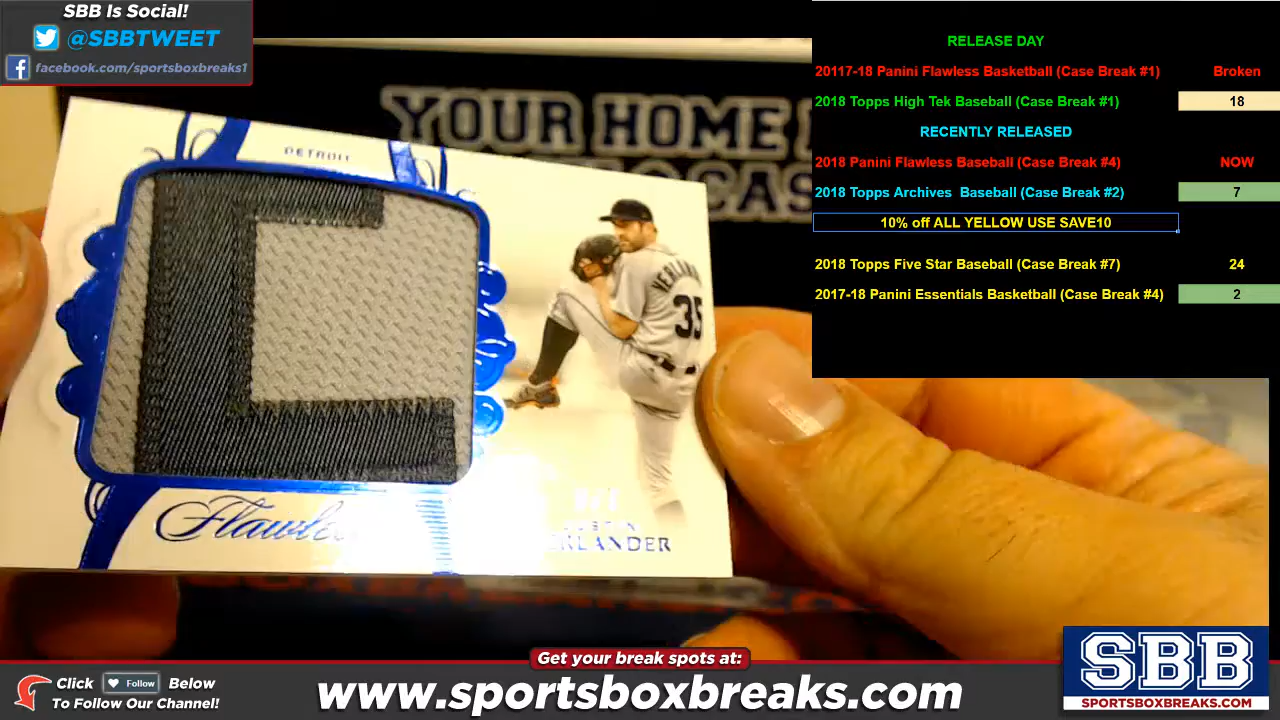 SBB Is Social!
@SBBTWEET
facebook.com/sportsboxbreaks1
YOUR HOME
CAS
DETROIT
35
Flawle
ERLANDER
RELEASE DAY
20117-18 Panini Flawless Basketball (Case Break #1) Broken
2018 Topps High Tek Baseball (Case Break #1) 18
RECENTLY RELEASED
2018 Panini Flawless Baseball (Case Break #4) NOW
2018 Topps Archives Baseball (Case Break #2) 7
10% off ALL YELLOW USE SAVE10
2018 Topps Five Star Baseball (Case Break #7) 24
2017-18 Panini Essentials Basketball (Case Break #4) 2
Get your break spots at:
Click Follow Below
To Follow Our Channel!
www.sportsboxbreaks.com
SBB
SPORTSBOXBREAKS.COM